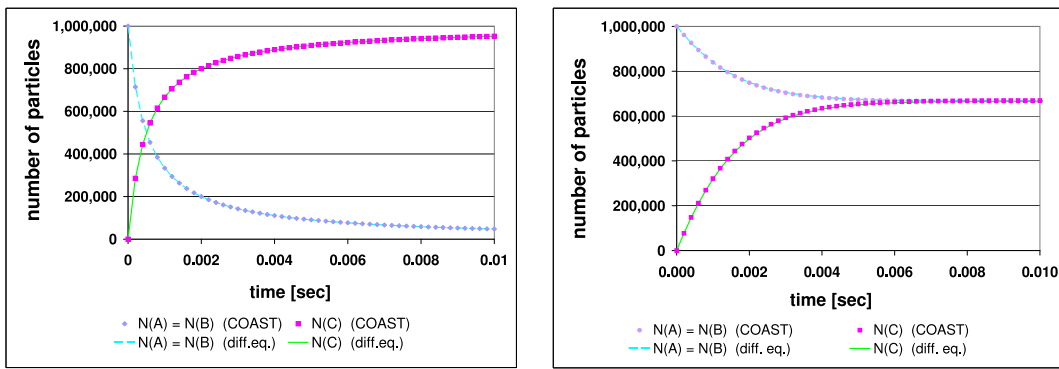 1,000,000
800,000
600,000
400,000
200,000
0
number of particles
0 0.002 0.004 0.006 0.008 0.01
time [sec]
N(A) = N(B) (COAST) N(C) (COAST)
N(A) = N(B) (diff.eq.) N(C) (diff.eq.)
1,000,000
800,000
600,000
400,000
200,000
0
number of particles
0.000 0.002 0.004 0.006 0.008 0.010
time [sec]
N(A) = N(B) (COAST) N(C) (COAST)
N(A) = N(B) (diff. eq.) N(C) (diff. eq.)